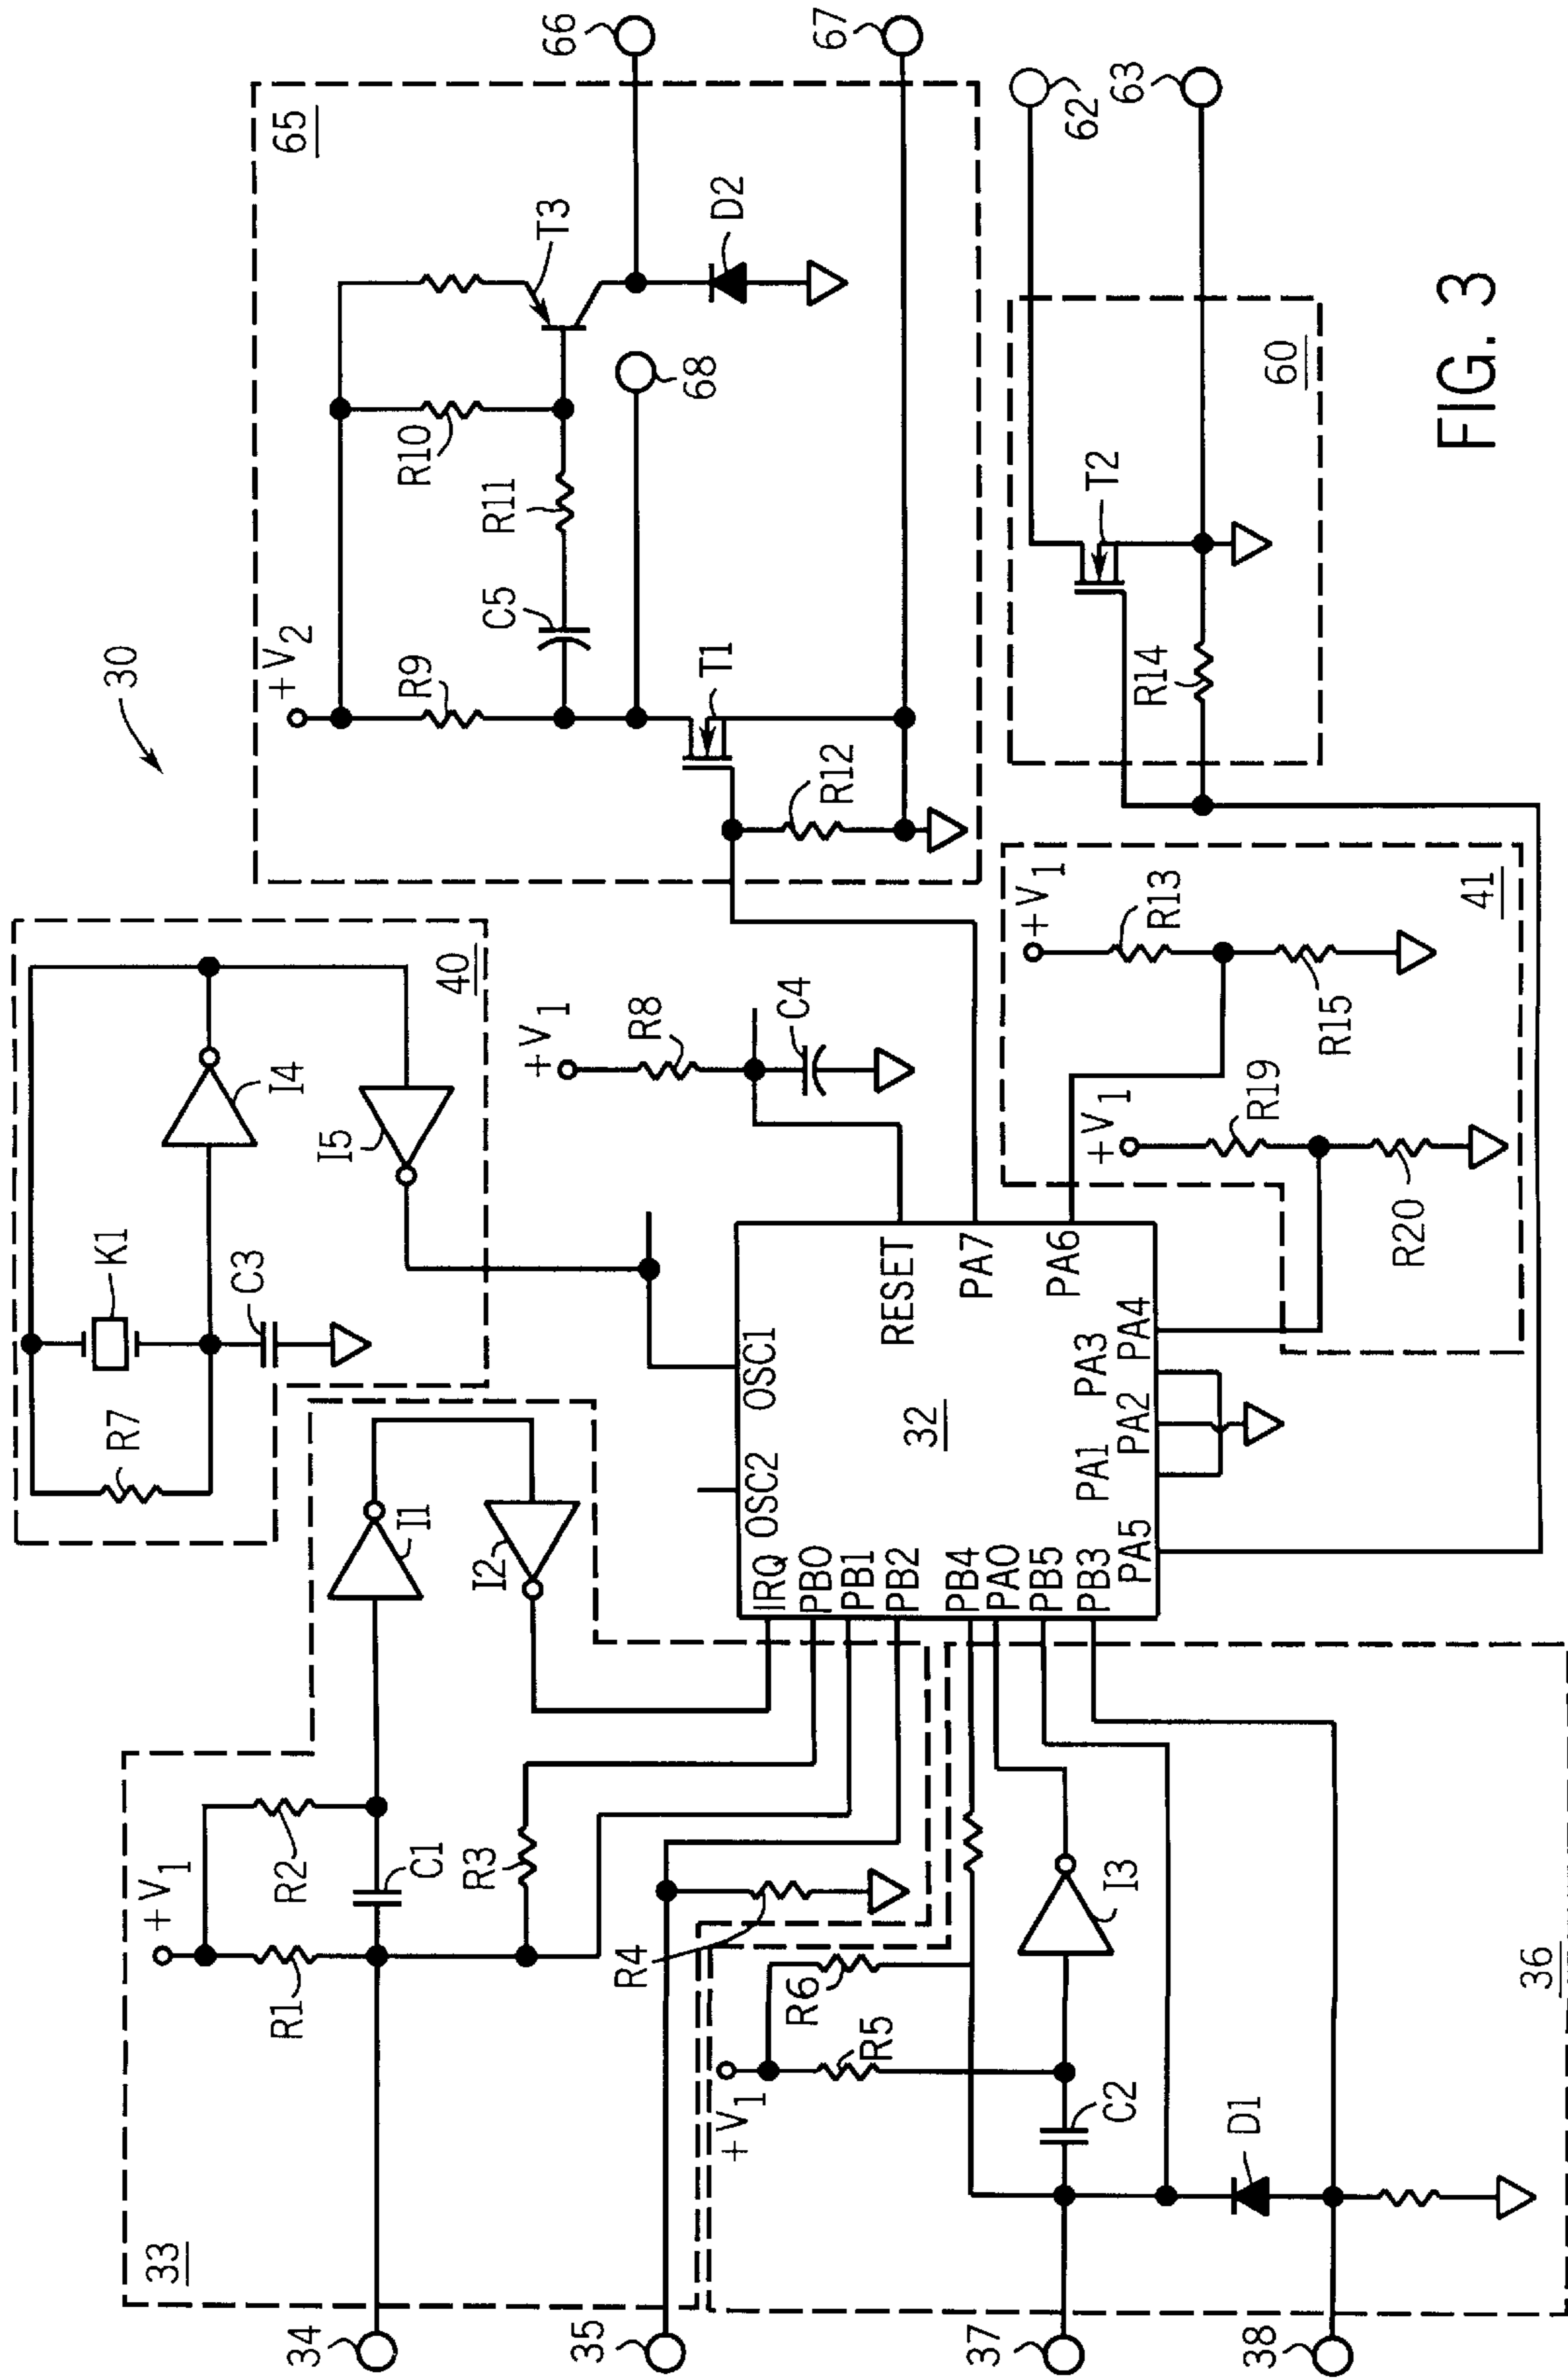 30
33
+V1
R1
R2
C1
R3
R4
34
35
I1
I2
R7
K1
C3
I4
I5
40
+V1
R8
C4
+V2
R9
C5
R11
R10
T3
65
66
D2
68
T1
R12
67
IRQ
PB0
PB1
PB2
PB4
PA0
PB5
PB3
OSC2
OSC1
32
RESET
PA7
PA6
PA5
PA1
PA2
PA3
PA4
+V1
R6
R5
C2
I3
D1
36
37
38
+V1
R19
R20
+V1
R13
R15
41
R14
T2
60
62
63
FIG. 3